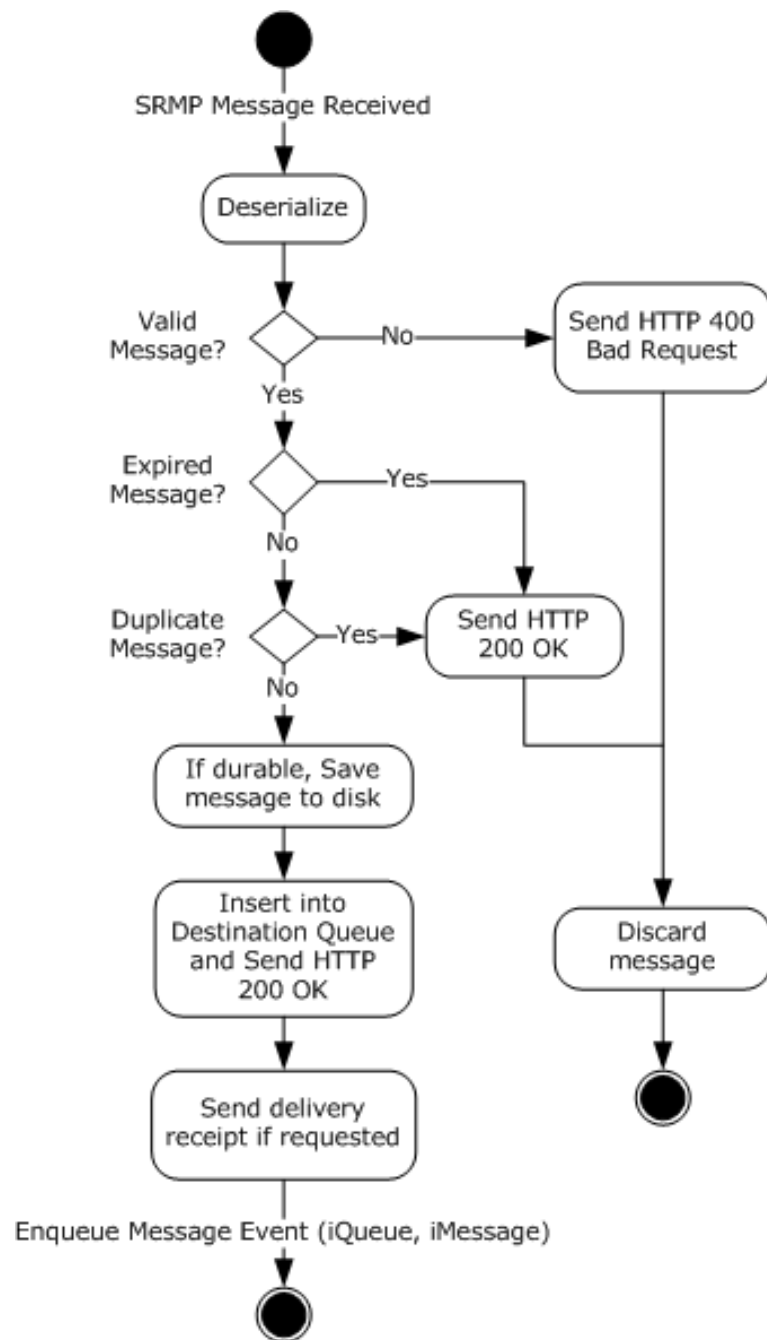 SRMP Message Received
Deserialize
Valid
Message?
No
Send HTTP 400
Bad Request
Yes
Expired
Message?
Yes
No
Duplicate
Message?
Yes
Send HTTP
200 OK
No
If durable, Save
message to disk
Insert into
Destination Queue
and Send HTTP
200 OK
Discard
message
Send delivery
receipt if requested
Enqueue Message Event (iQueue, iMessage)